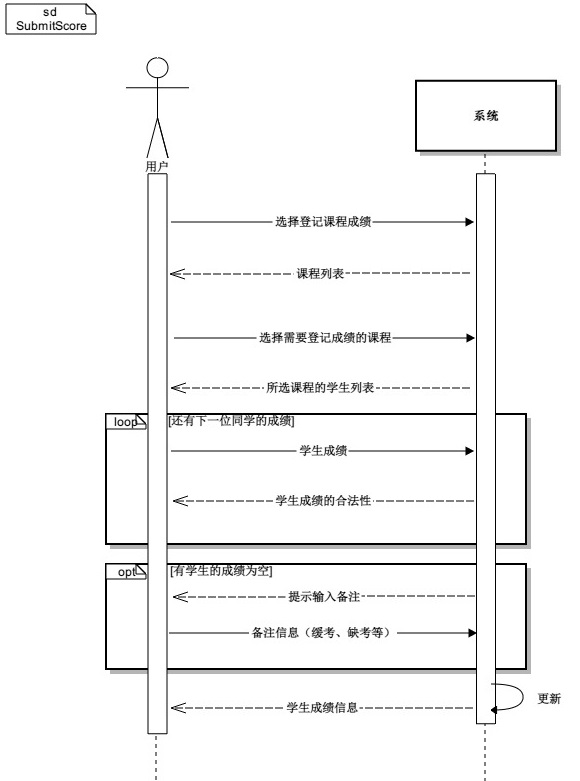 sd
SubmitScore
系统
用户
选择登记课程成绩
课程列表
选择需要登记成绩的课程
所选课程的学生列表
loop
[还有下一位同学的成绩]
学生成绩
学生成绩的合法性
opt
[有学生的成绩为空]
提示输入备注
备注信息（缓考、缺考等）
更新
学生成绩信息